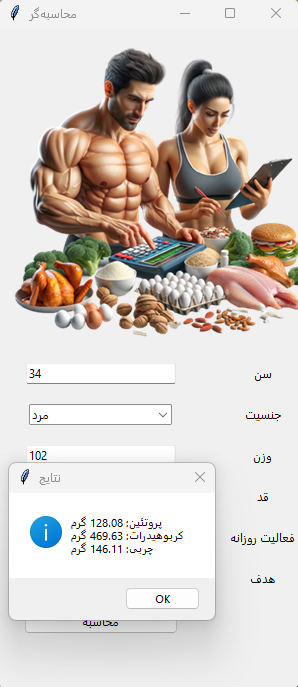 محاسبه‌گر
سن
34
جنسیت
مرد
وزن
102
قد
فعالیت روزانه
هدف
نتایج
پروتئین: 128.08 گرم
کربوهیدرات: 469.63 گرم
چربی: 146.11 گرم
OK
محاسبه